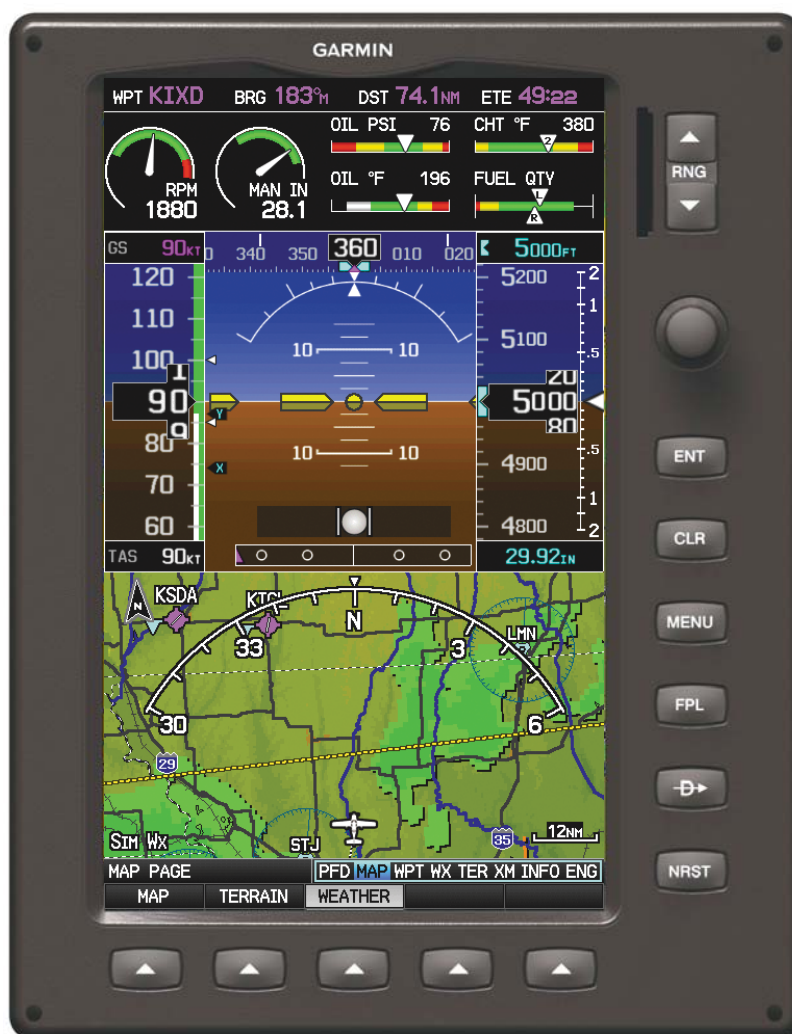 GARMIN
WPT KIXD BRG 183°M DST 74.1NM ETE 49:22
OIL PSI 76 CHT °F 380
2
RPM
1880
MAN IN
28.1
OIL °F 196 FUEL QTY
L
R
RNG
GS 90KT 340 350 360 010 020 5000FT
120 5200 2
110 1
10 10 5100
100 .5
1 20
90 5000
9 80
Y
80 10 10 .5
X 4900
70 1
60 4800 2
TAS 90KT 29.92IN
ENT
CLR
MENU
FPL
D
NRST
N KSDA KTCL N LMN
33 3
30 6
29
SIM WX STJ 35 12NM
MAP PAGE PFD MAP WPT WX TER XM INFO ENG
MAP TERRAIN WEATHER